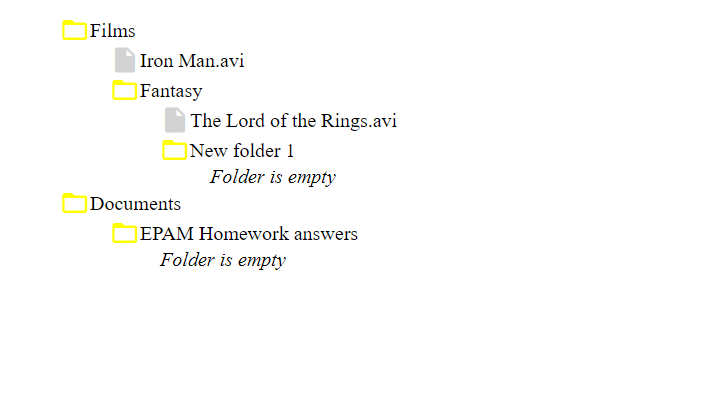 Films
Iron Man.avi
Fantasy
The Lord of the Rings.avi
New folder 1
Folder is empty
Documents
EPAM Homework answers
Folder is empty